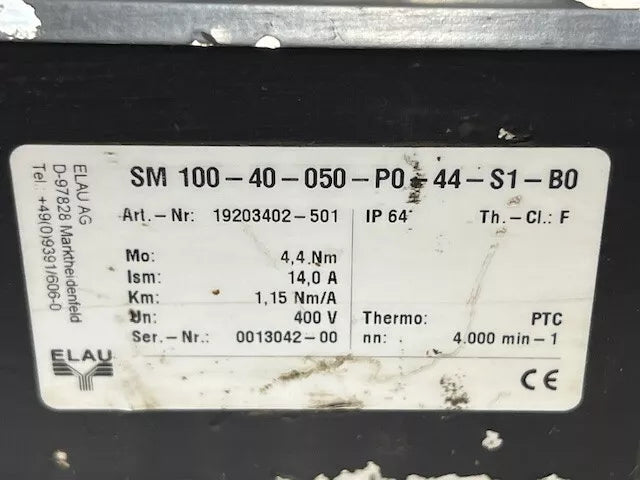 SM 100-40-050-P0-44-S1-B0
Art.-Nr: 19203402-501 IP 64 Th.-Cl: F
Mo: 4,4 Nm
Ism: 14,0 A
Km: 1,15 Nm/A
Un: 400 V Thermo: PTC
Ser.-Nr.: 0013042-00 nn: 4.000 min-1
ELAU AG
D-97828 Marktheidenfeld
Tel.: +49(0)9391/606-0
ELAU
CE